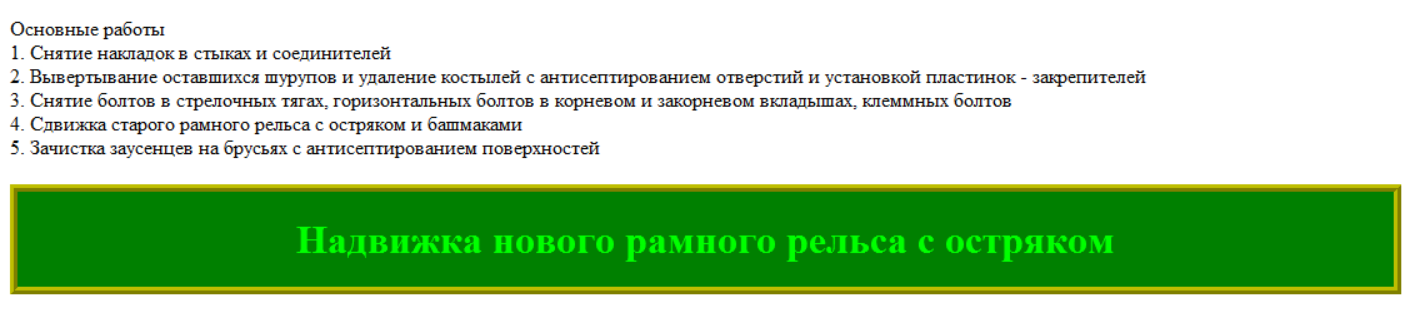 Основные работы
1. Снятие накладок в стыках и соединителей
2. Вывертывание оставшихся шурупов и удаление костылей с антисептированием отверстий и установкой пластинок - закрепителей
3. Снятие болтов в стрелочных тягах, горизонтальных болтов в корневом и закорневом вкладышах, клеммных болтов
4. Сдвижка старого рамного рельса с остряком и башмаками
5. Зачистка заусенцев на брусьях с антисептированием поверхностей
Надвижка нового рамного рельса с остряком